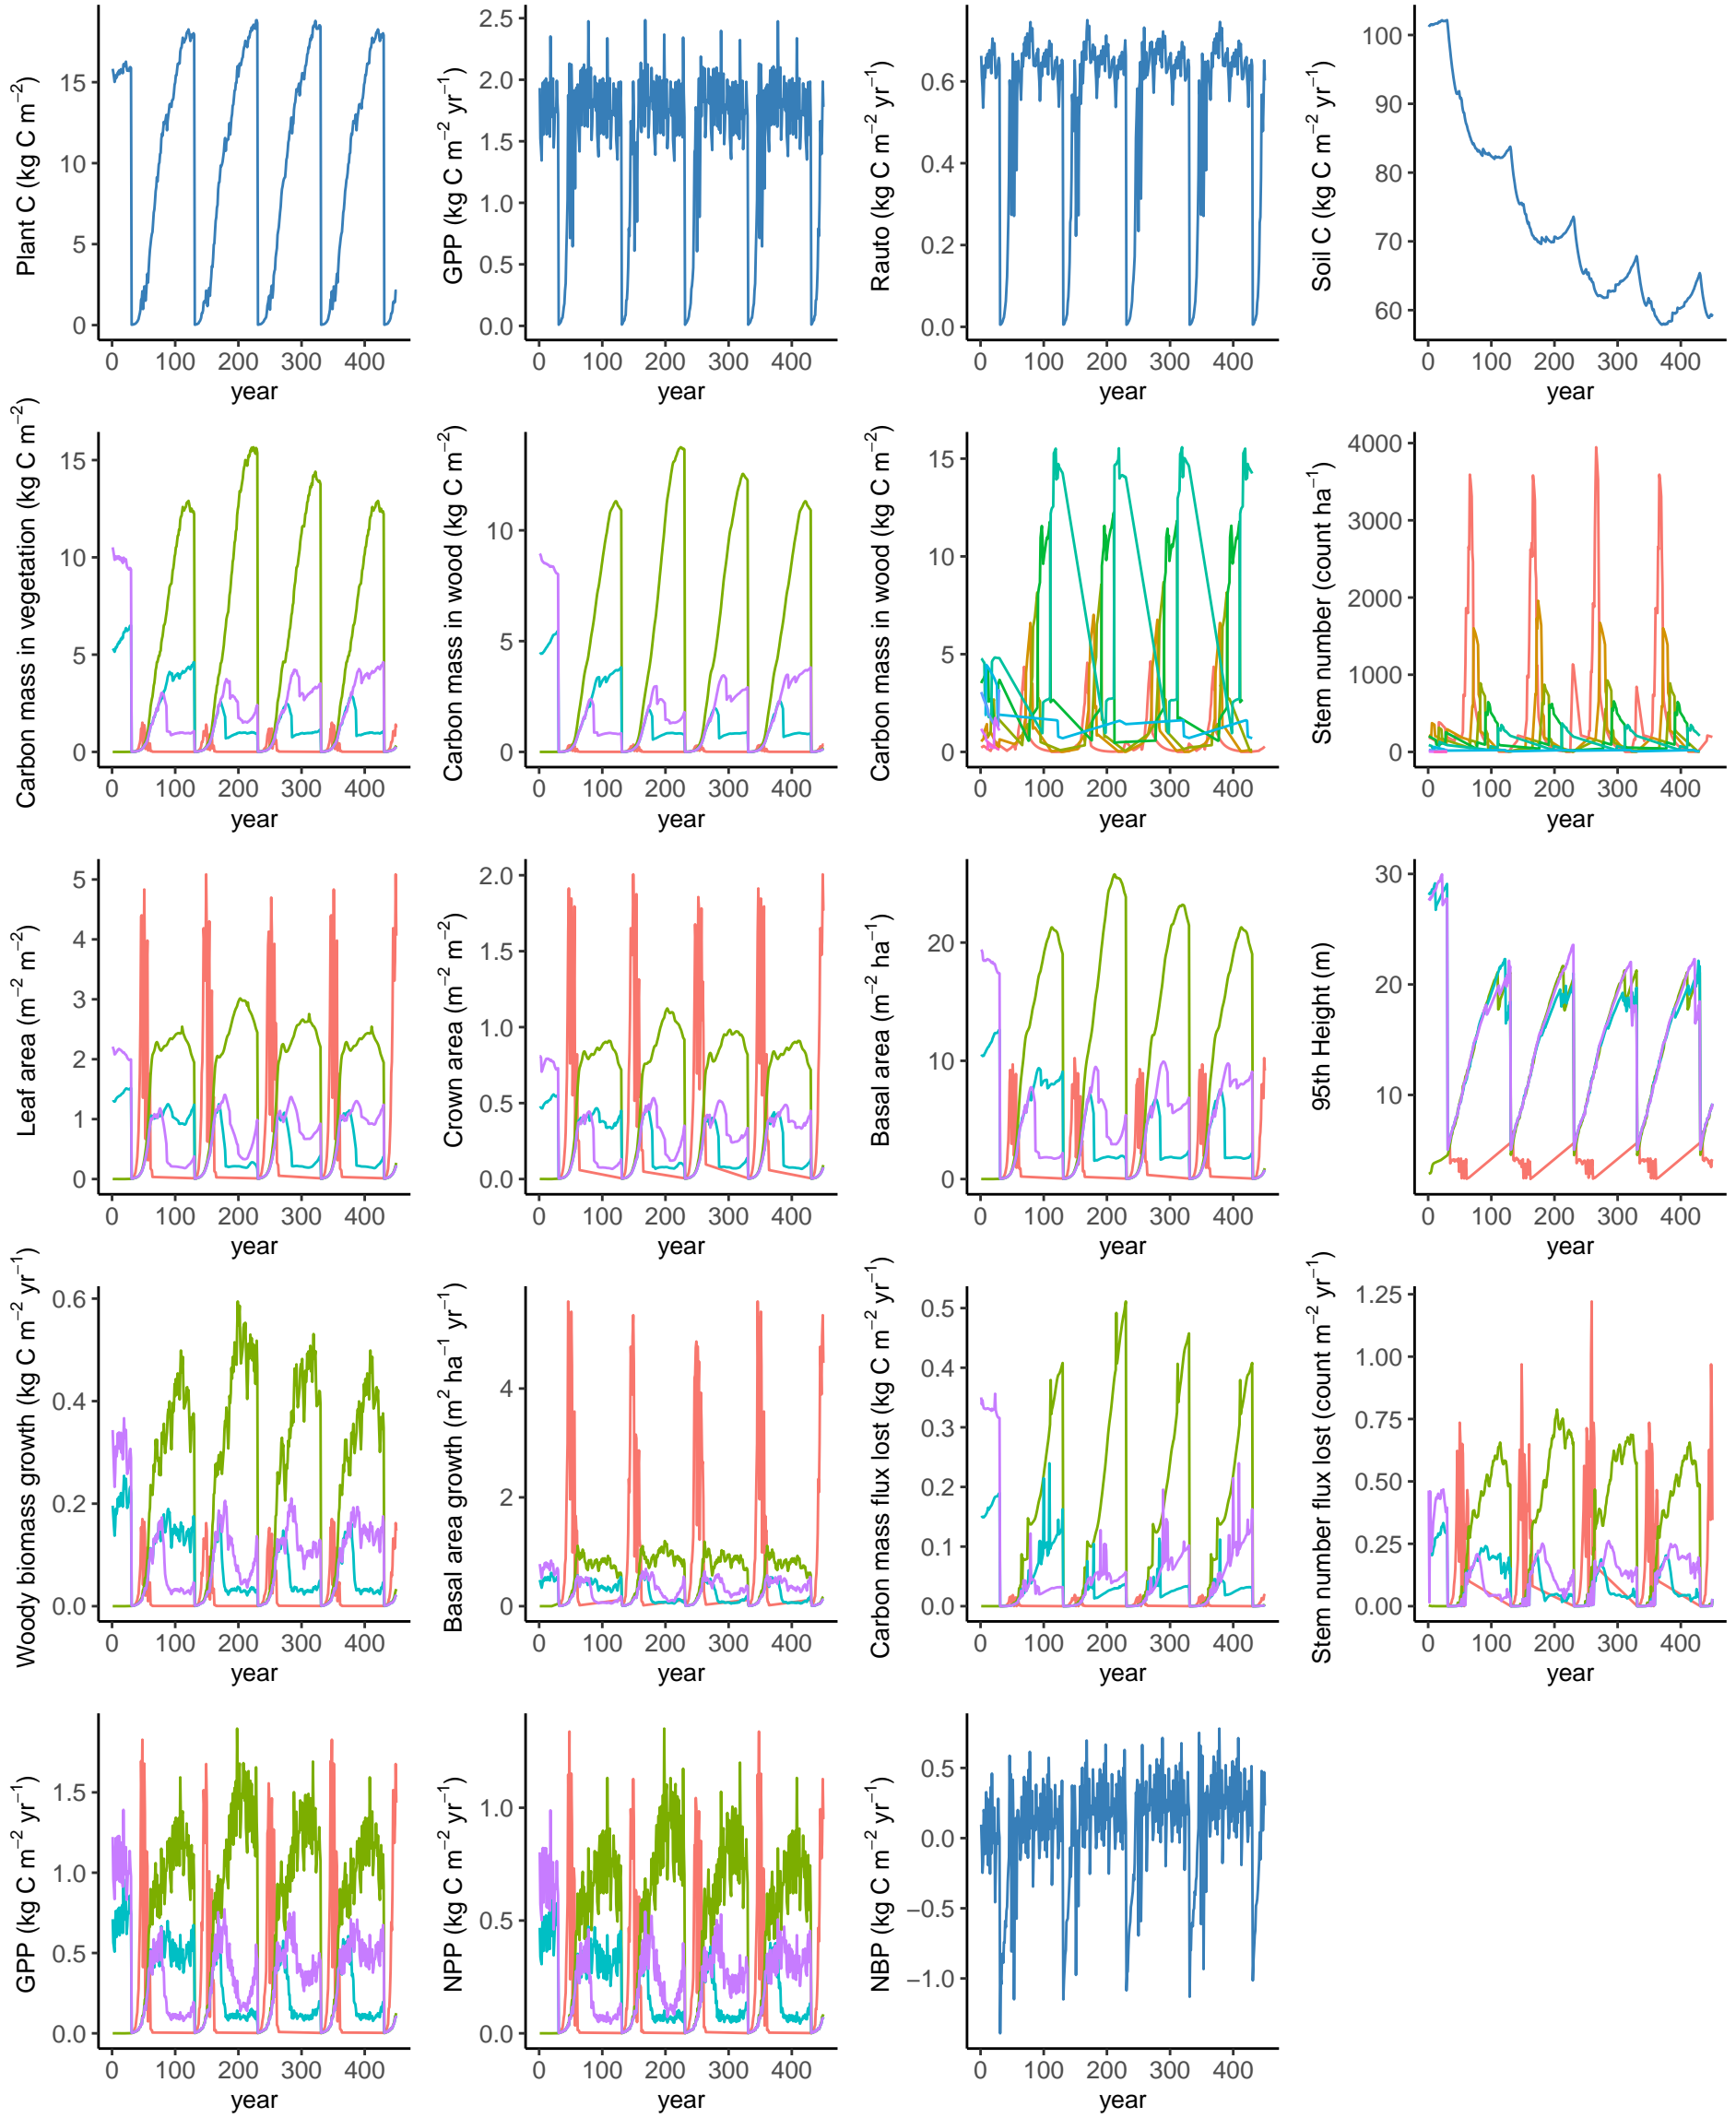 Plant C (kg C m⁻²)
15
10
5
0
0 100 200 300 400
year
GPP (kg C m⁻² yr⁻¹)
2.5
2.0
1.5
1.0
0.5
0.0
0 100 200 300 400
year
Rauto (kg C m⁻² yr⁻¹)
0.6
0.4
0.2
0.0
0 100 200 300 400
year
Soil C (kg C m⁻² yr⁻¹)
100
90
80
70
60
0 100 200 300 400
year
Carbon mass in vegetation (kg C m⁻²)
15
10
5
0
0 100 200 300 400
year
Carbon mass in wood (kg C m⁻²)
10
5
0
0 100 200 300 400
year
Carbon mass in wood (kg C m⁻²)
15
10
5
0
0 100 200 300 400
year
Stem number (count ha⁻¹)
4000
3000
2000
1000
0
0 100 200 300 400
year
Leaf area (m⁻² m⁻²)
5
4
3
2
1
0
0 100 200 300 400
year
Crown area (m⁻² m⁻²)
2.0
1.5
1.0
0.5
0.0
0 100 200 300 400
year
Basal area (m⁻² ha⁻¹)
20
10
0
0 100 200 300 400
year
95th Height (m)
30
20
10
0 100 200 300 400
year
Woody biomass growth (kg C m⁻² yr⁻¹)
0.6
0.4
0.2
0.0
0 100 200 300 400
year
Basal area growth (m² ha⁻¹ yr⁻¹)
4
2
0
0 100 200 300 400
year
Carbon mass flux lost (kg C m⁻² yr⁻¹)
0.5
0.4
0.3
0.2
0.1
0.0
0 100 200 300 400
year
Stem number flux lost (count m⁻² yr⁻¹)
1.25
1.00
0.75
0.50
0.25
0.00
0 100 200 300 400
year
GPP (kg C m⁻² yr⁻¹)
1.5
1.0
0.5
0.0
0 100 200 300 400
year
NPP (kg C m⁻² yr⁻¹)
1.0
0.5
0.0
0 100 200 300 400
year
NBP (kg C m⁻² yr⁻¹)
0.5
0.0
−0.5
−1.0
0 100 200 300 400
year